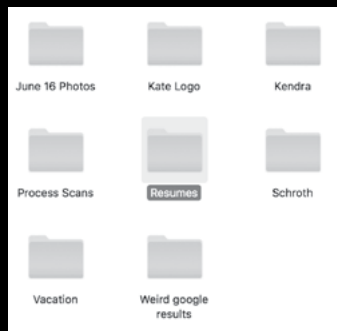 June 16 Photos
Kate Logo
Kendra
Process Scans
Resumes
Schroth
Vacation
Weird google
results